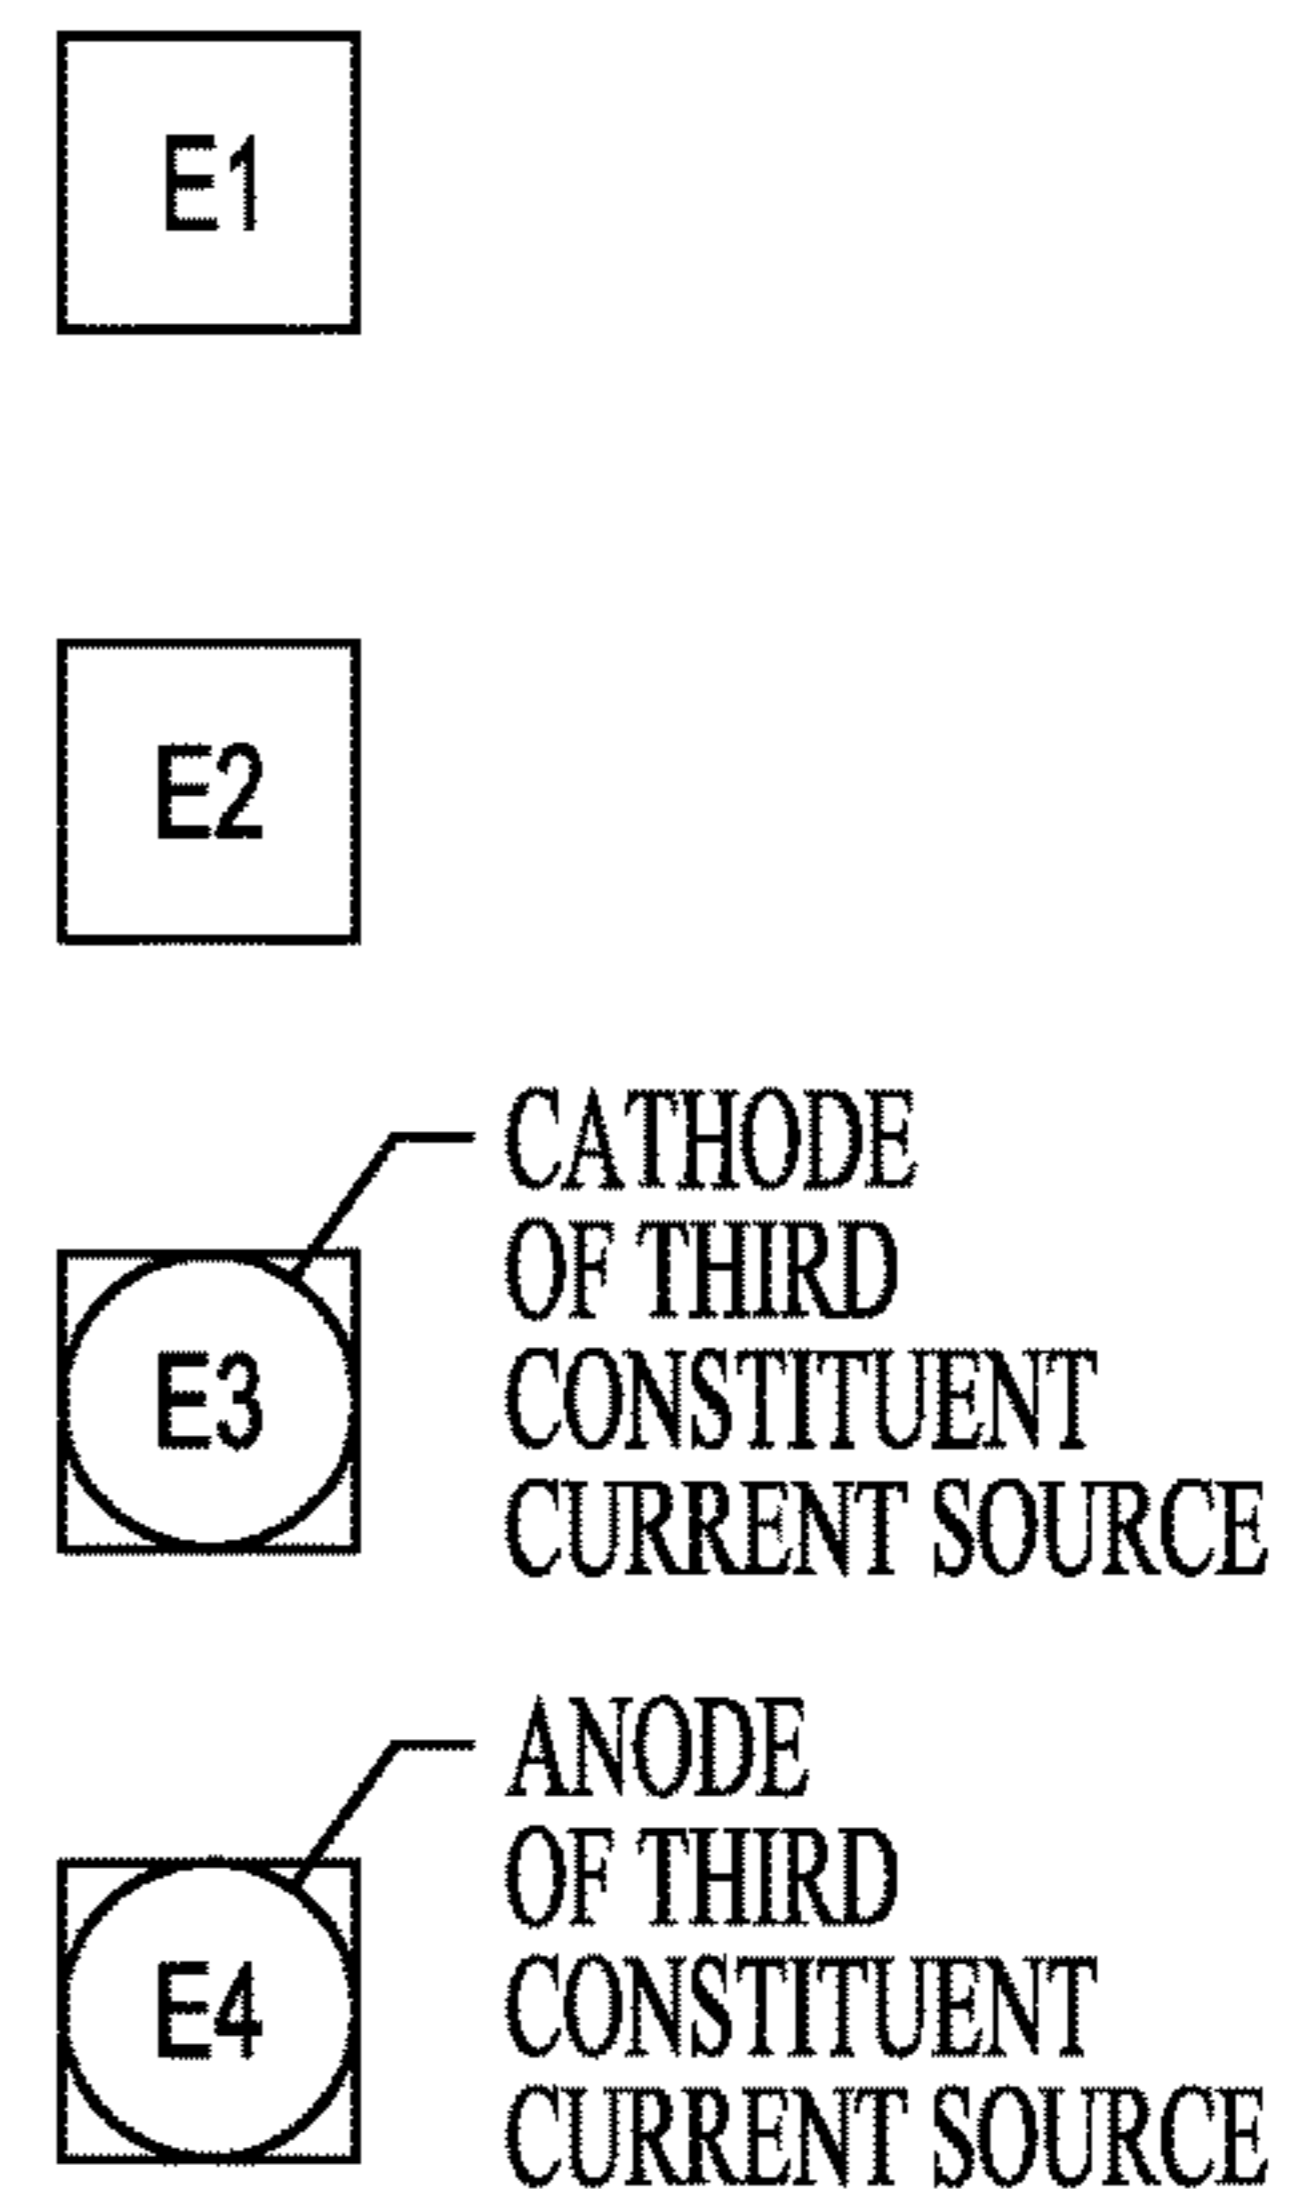 E1
E2
CATHODE
OF THIRD
CONSTITUENT
CURRENT SOURCE
E3
ANODE
OF THIRD
CONSTITUENT
CURRENT SOURCE
E4